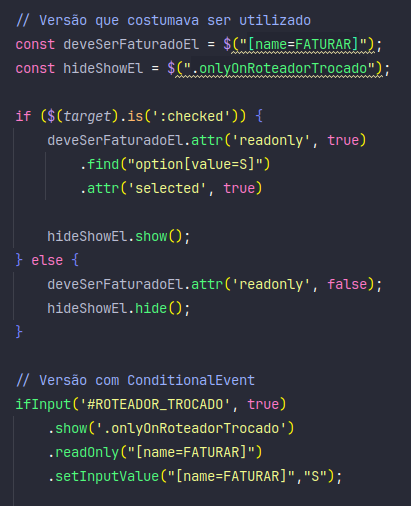 // Versão que costumava ser utilizado
const deveSerFaturadoEl = $("[name=FATURAR]");
const hideShowEl = $(".onlyOnRoteadorTrocado");
if ($(target).is(':checked')) {
deveSerFaturadoEl.attr('readonly', true)
.find("option[value=S]")
.attr('selected', true)
hideShowEl.show();
} else {
deveSerFaturadoEl.attr('readonly', false);
hideShowEl.hide();
}
// Versão com ConditionalEvent
ifInput('#ROTEADOR_TROCADO', true)
.show('.onlyOnRoteadorTrocado')
.readOnly("[name=FATURAR]")
.setInputValue("[name=FATURAR]","S");